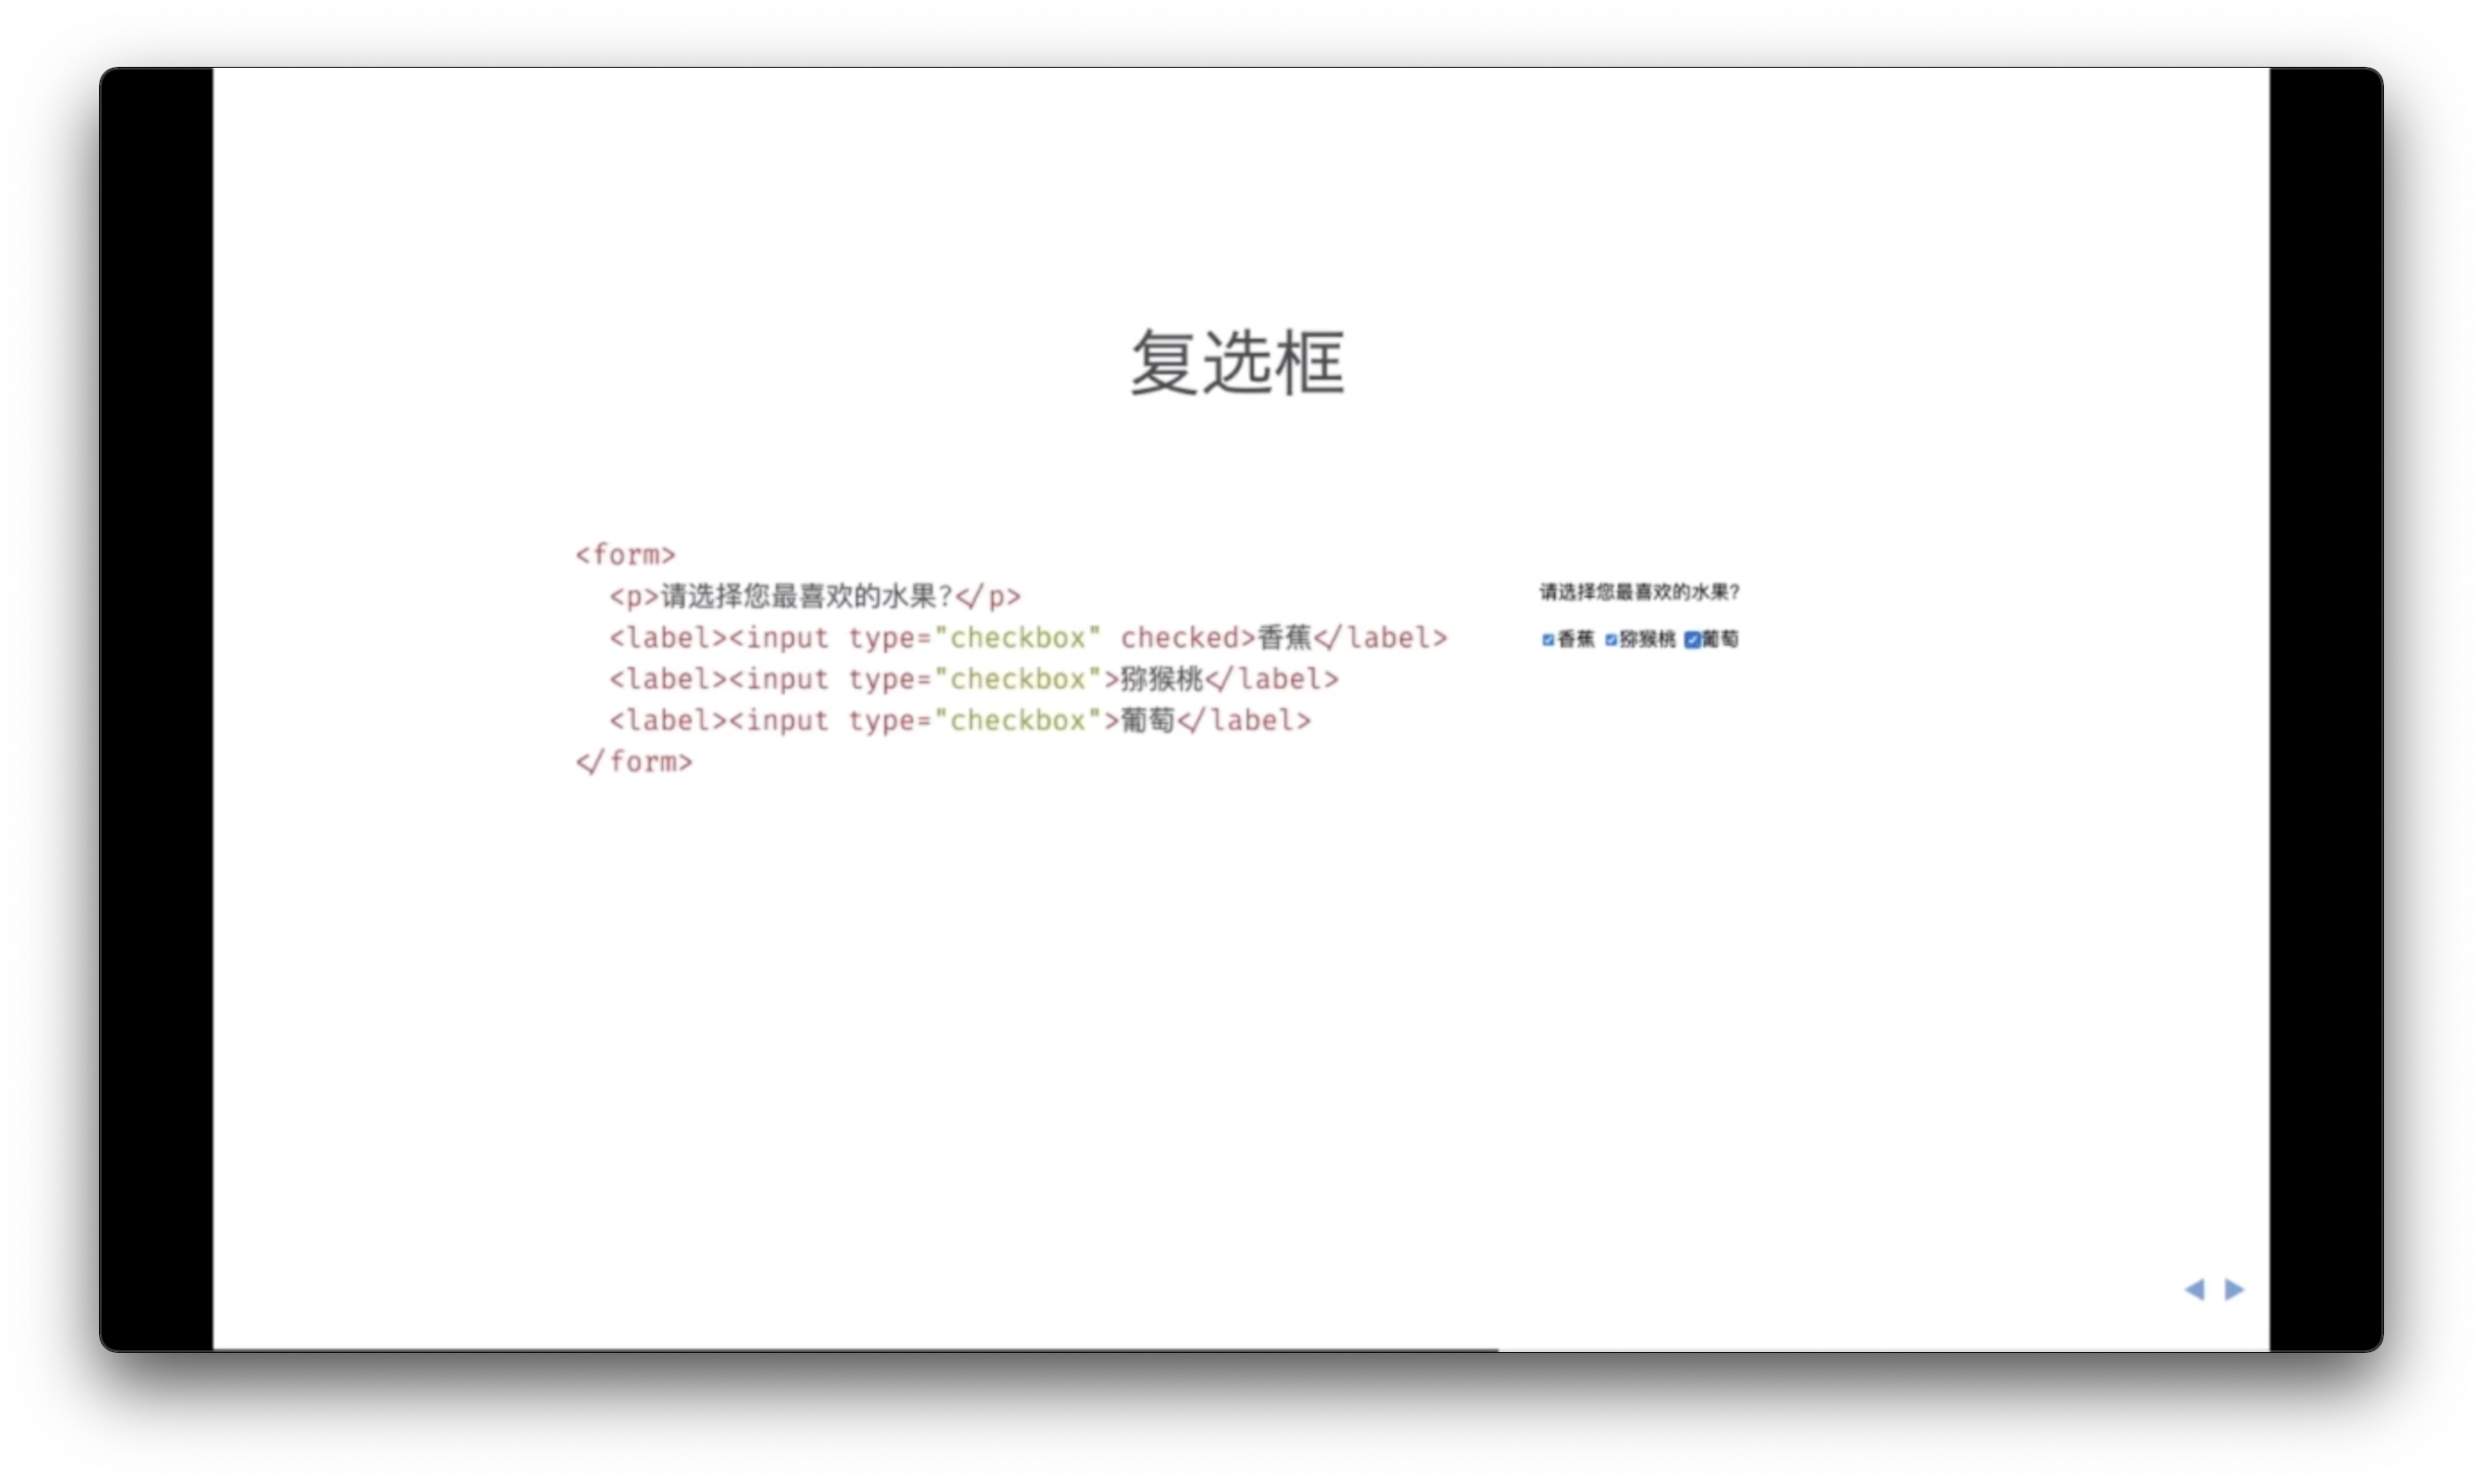 复选框
<form>
<p>请选择您最喜欢的水果?</p>
<label><input type="checkbox" checked>香蕉</label>
<label><input type="checkbox">猕猴桃</label>
<label><input type="checkbox">葡萄</label>
</form>
请选择您最喜欢的水果?
香蕉 猕猴桃 葡萄